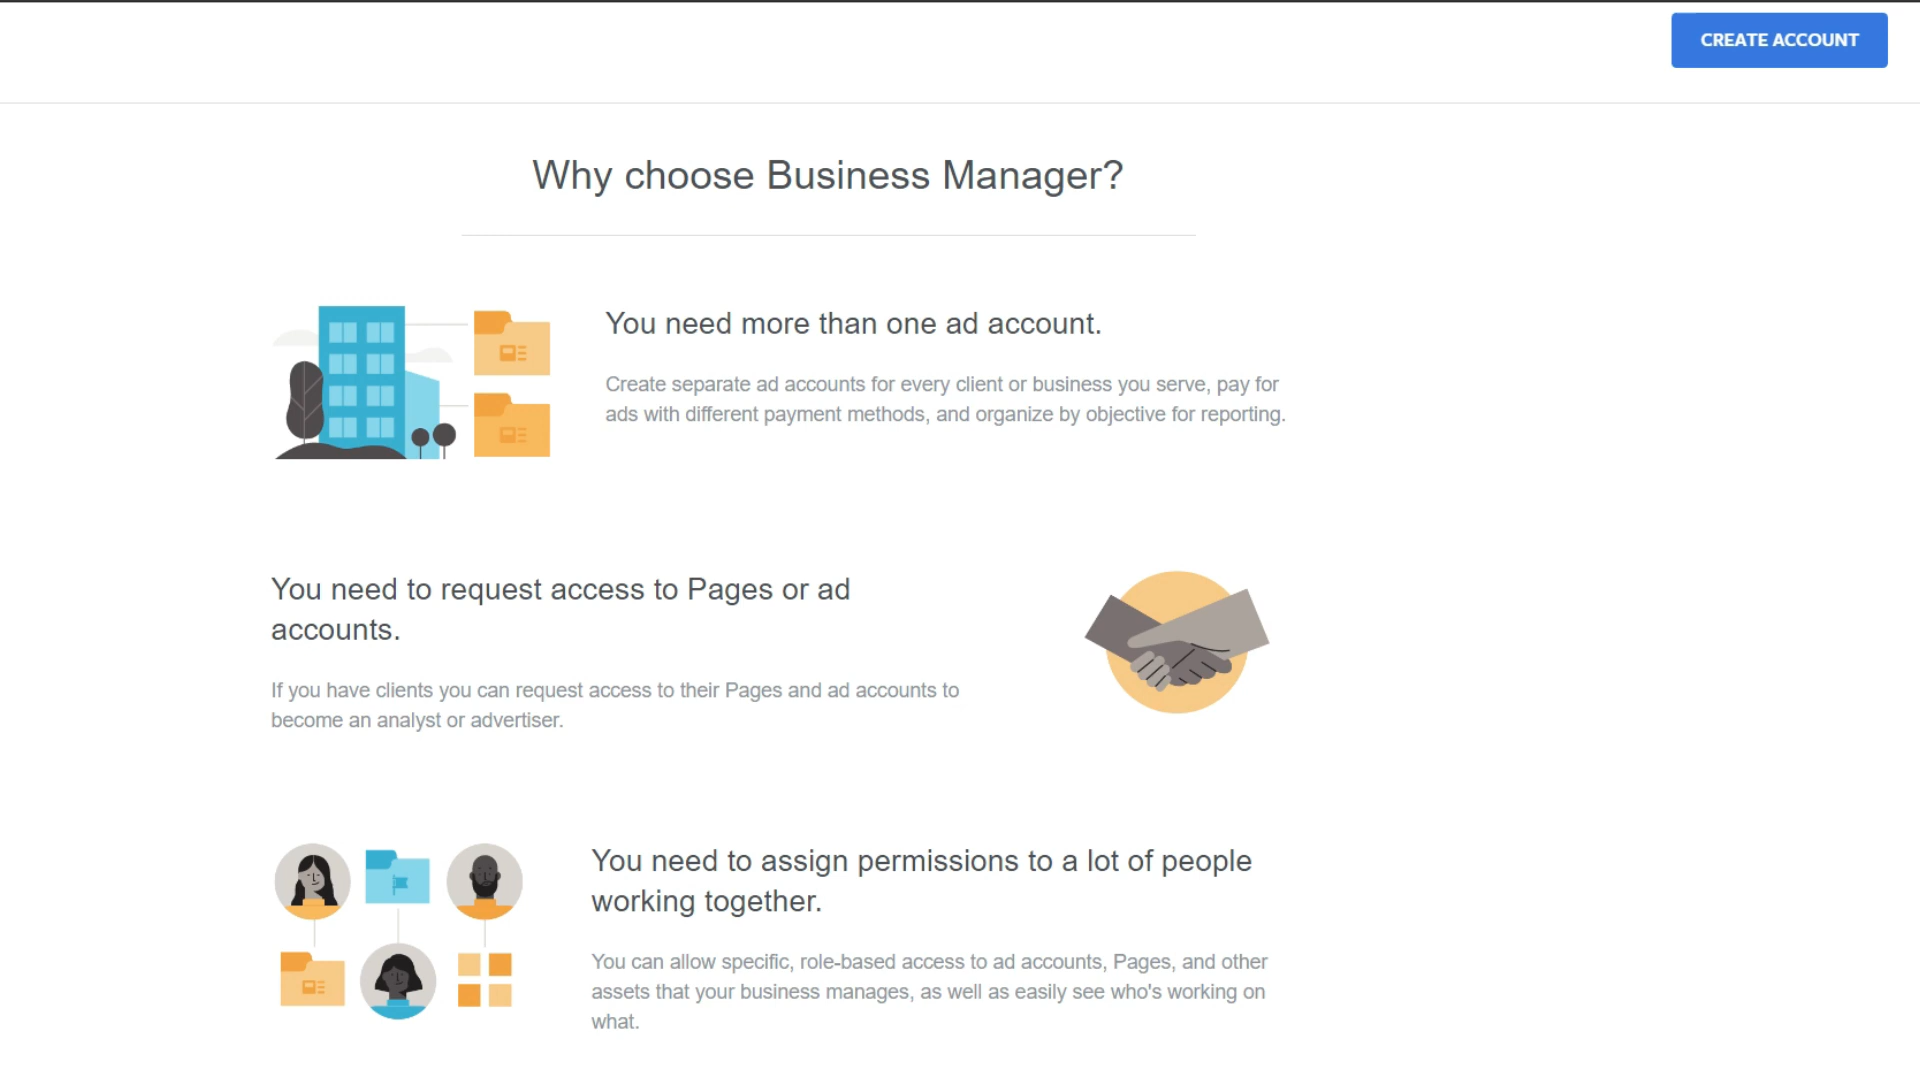 CREATE ACCOUNT
Why choose Business Manager?
You need more than one ad account.
Create separate ad accounts for every client or business you serve, pay for
ads with different payment methods, and organize by objective for reporting.
You need to request access to Pages or ad
accounts.
If you have clients you can request access to their Pages and ad accounts to
become an analyst or advertiser.
You need to assign permissions to a lot of people
working together.
You can allow specific, role-based access to ad accounts, Pages, and other
assets that your business manages, as well as easily see who's working on
what.